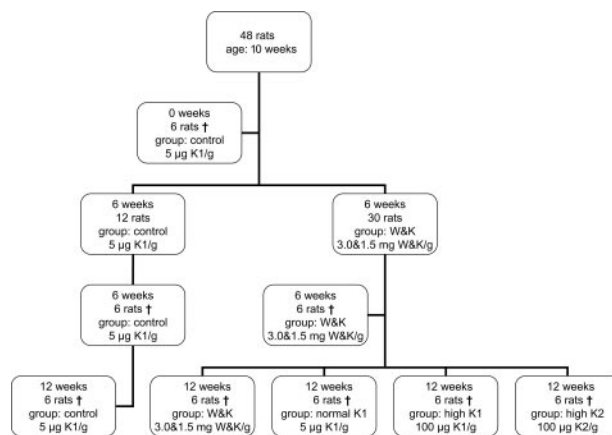 48 rats
age: 10 weeks
0 weeks
6 rats †
group: control
5 µg K1/g
6 weeks
12 rats
group: control
5 µg K1/g
6 weeks
30 rats
group: W&K
3.0&1.5 mg W&K/g
6 weeks
6 rats †
group: control
5 µg K1/g
6 weeks
6 rats †
group: W&K
3.0&1.5 mg W&K/g
12 weeks
6 rats †
group: control
5 µg K1/g
12 weeks
6 rats †
group: W&K
3.0&1.5 mg W&K/g
12 weeks
6 rats †
group: normal K1
5 µg K1/g
12 weeks
6 rats †
group: high K1
100 µg K1/g
12 weeks
6 rats †
group: high K2
100 µg K2/g